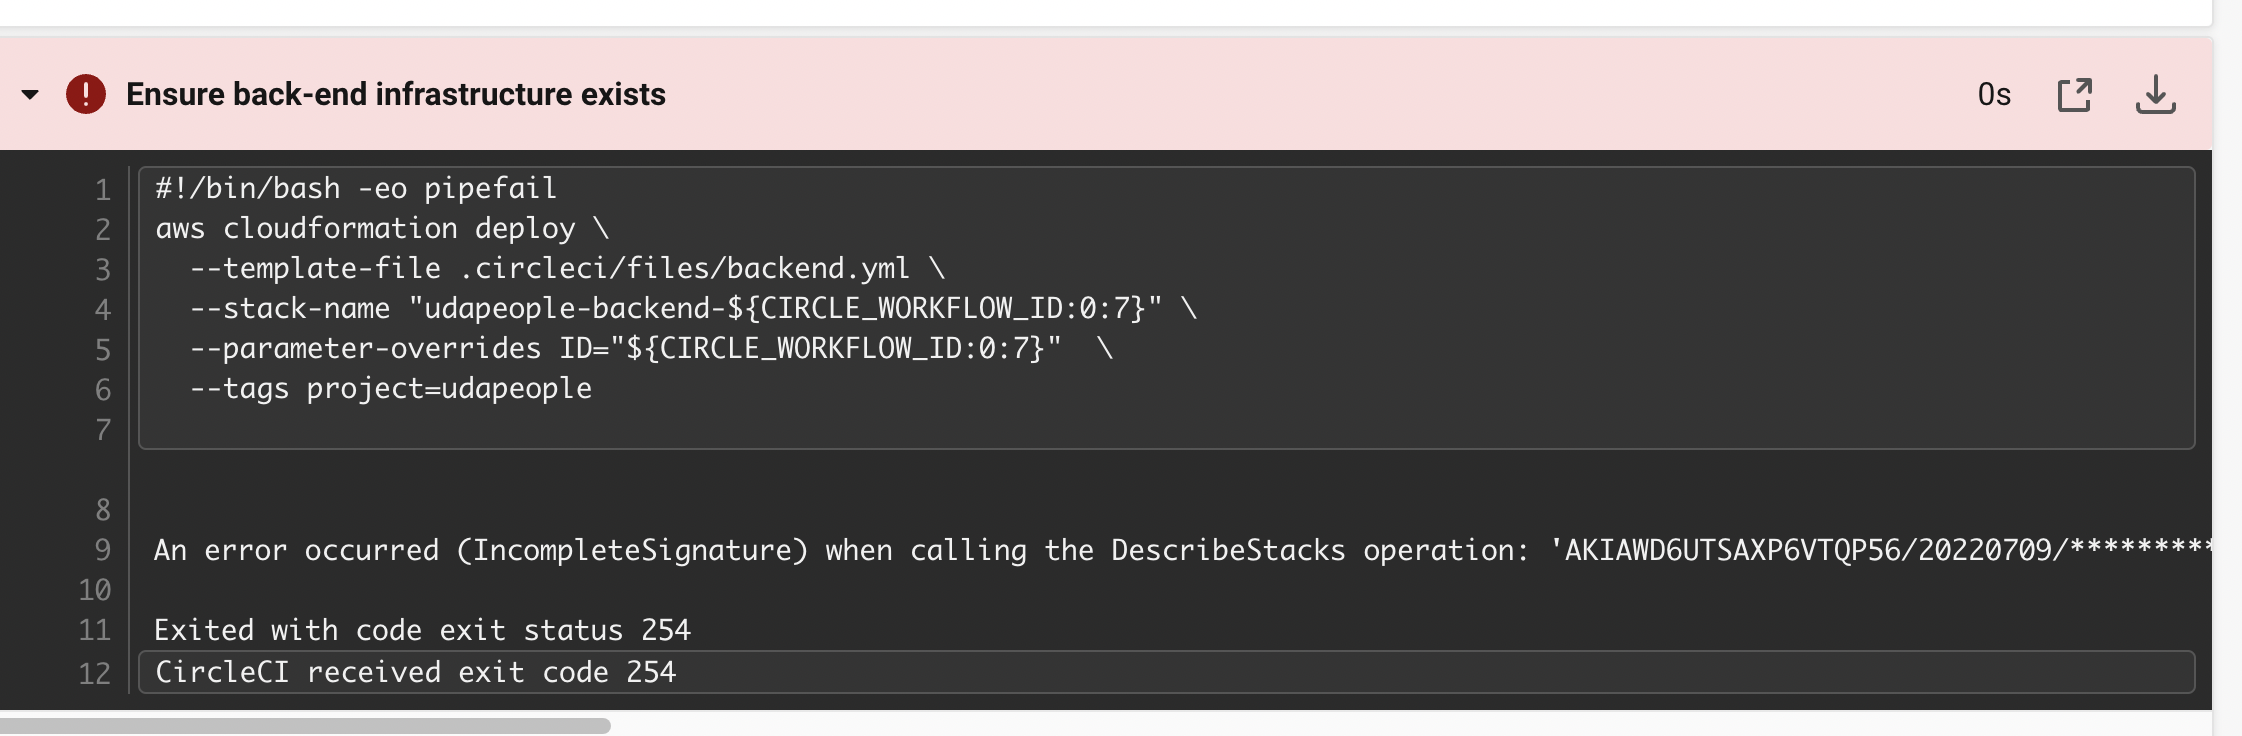 Ensure back-end infrastructure exists
0s
1 #!/bin/bash -eo pipefail
2 aws cloudformation deploy \
3   --template-file .circleci/files/backend.yml \
4   --stack-name "udapeople-backend-${CIRCLE_WORKFLOW_ID:0:7}" \
5   --parameter-overrides ID="${CIRCLE_WORKFLOW_ID:0:7}"  \
6   --tags project=udapeople
7
8
9 An error occurred (IncompleteSignature) when calling the DescribeStacks operation: 'AKIAWD6UTSAXP6VTQP56/20220709/*********
10
11 Exited with code exit status 254
12 CircleCI received exit code 254